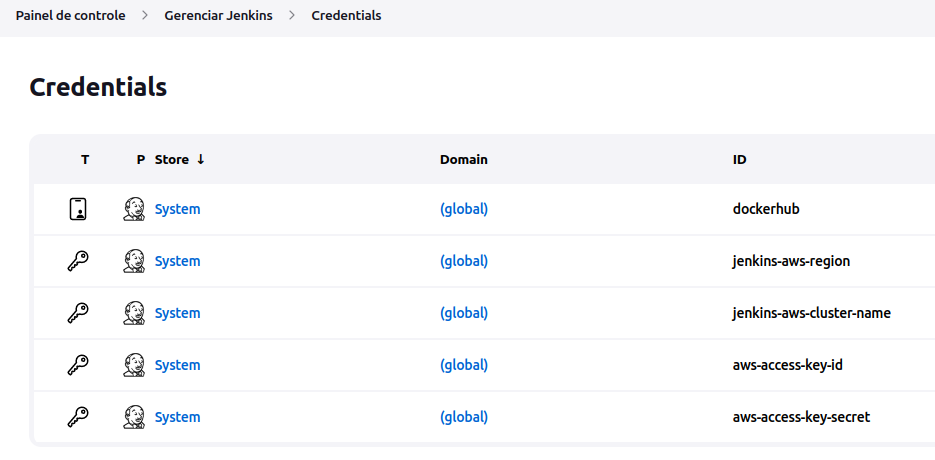 Painel de controle > Gerenciar Jenkins > Credentials
Credentials
T P Store ↓ Domain ID
System (global) dockerhub
System (global) jenkins-aws-region
System (global) jenkins-aws-cluster-name
System (global) aws-access-key-id
System (global) aws-access-key-secret